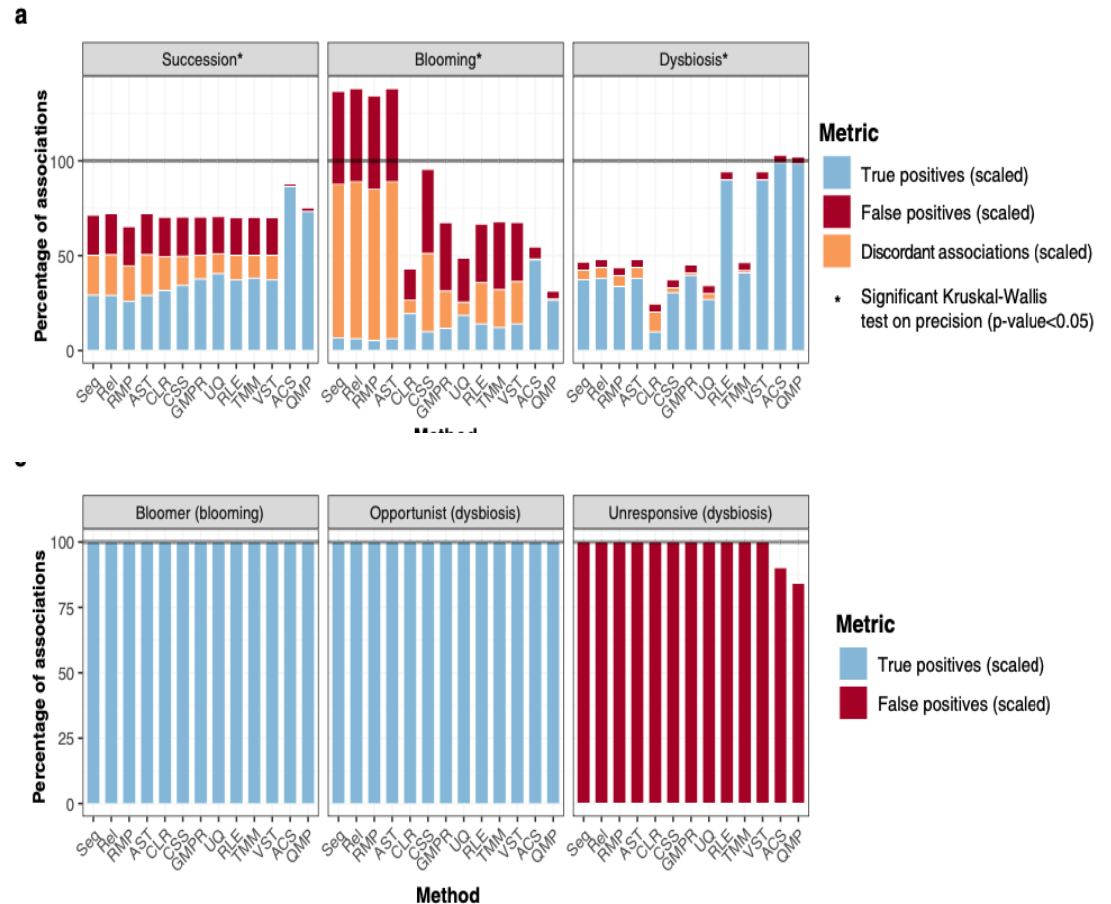 a
Succession*
Blooming*
Dysbiosis*
Percentage of associations
100
50
0
Seq
Rel
RMP
AST
CLR
CSS
GMPR
UQ
RLE
TMM
VST
ACS
QMP
Seq
Rel
RMP
AST
CLR
CSS
GMPR
UQ
RLE
TMM
VST
ACS
QMP
Seq
Rel
RMP
AST
CLR
CSS
GMPR
UQ
RLE
TMM
VST
ACS
QMP
Method
Metric
True positives (scaled)
False positives (scaled)
Discordant associations (scaled)
* Significant Kruskal-Wallis
test on precision (p-value<0.05)
Bloomer (blooming)
Opportunist (dysbiosis)
Unresponsive (dysbiosis)
Percentage of associations
100
75
50
25
0
Seq
Rel
RMP
AST
CLR
CSS
GMPR
UQ
RLE
TMM
VST
ACS
QMP
Seq
Rel
RMP
AST
CLR
CSS
GMPR
UQ
RLE
TMM
VST
ACS
QMP
Seq
Rel
RMP
AST
CLR
CSS
GMPR
UQ
RLE
TMM
VST
ACS
QMP
Method
Metric
True positives (scaled)
False positives (scaled)